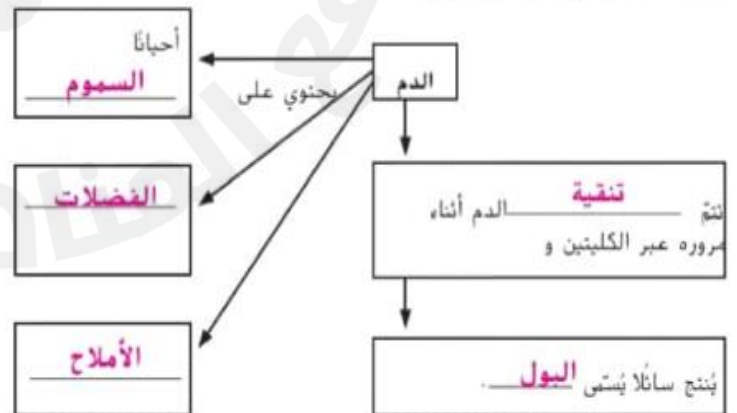 الدم
يحتوي على
أحيانًا
السموم
الفضلات
الأملاح
تتمّ تنقية الدم أثناء
مروره عبر الكليتين و
يُنتج سائلًا يُسمّى البول.